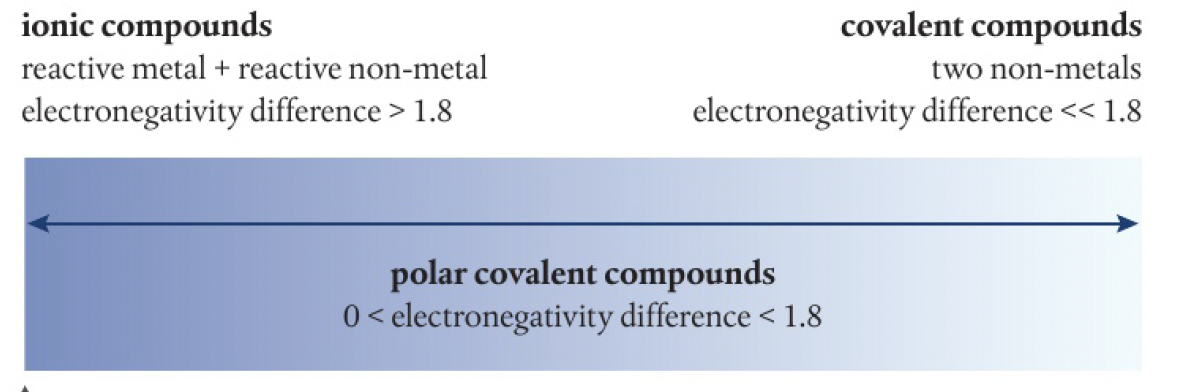 ionic compounds
reactive metal + reactive non-metal
electronegativity difference > 1.8
covalent compounds
two non-metals
electronegativity difference << 1.8
polar covalent compounds
0 < electronegativity difference < 1.8